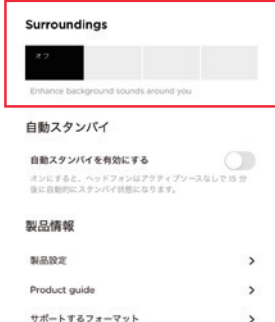 Surroundings
オフ
Enhance background sounds around you
自動スタンバイ
自動スタンバイを有効にする
オンにすると、ヘッドフォンはアクティブソースなしで 15 分
後に自動的にスタンバイ状態になります。
製品情報
製品設定
Product guide
サポートするフォーマット